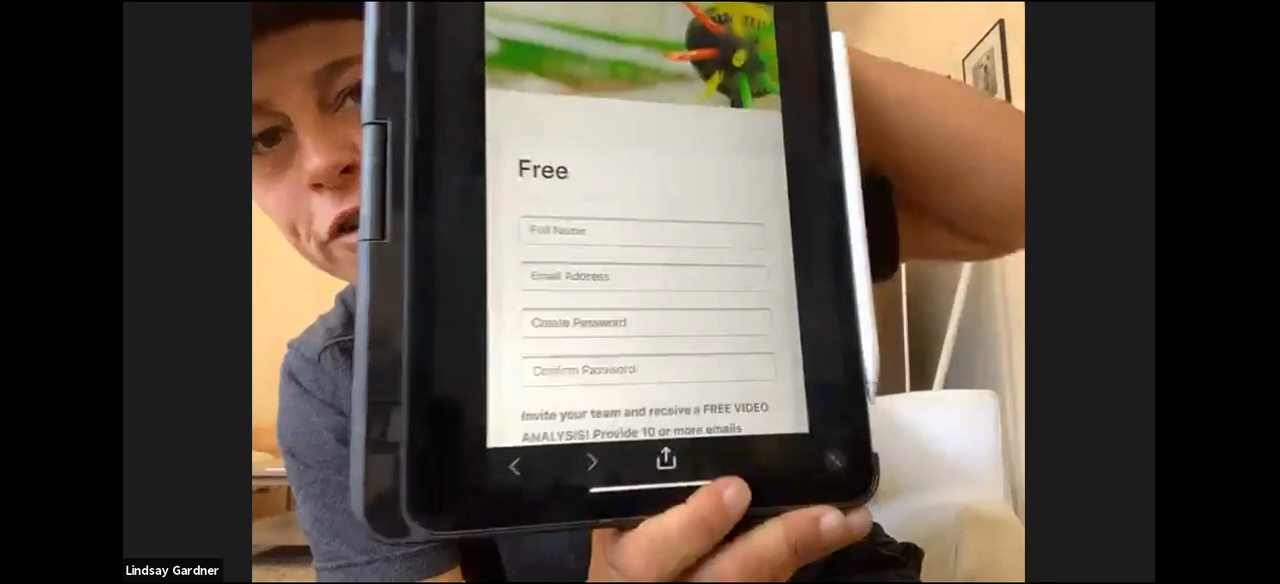 Free
Full Name
Email Address
Create Password
Confirm Password
Invite your team and receive a FREE VIDEO
ANALYSIS! Provide 10 or more emails
Lindsay Gardner